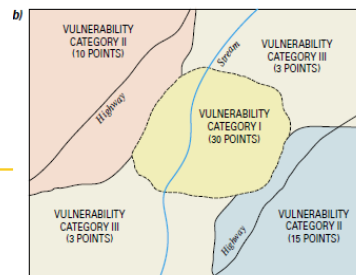 b)
VULNERABILITY
CATEGORY II
(10 POINTS)
Highway
Stream
VULNERABILITY
CATEGORY III
(3 POINTS)
VULNERABILITY
CATEGORY I
(30 POINTS)
VULNERABILITY
CATEGORY III
(3 POINTS)
Highway
VULNERABILITY
CATEGORY II
(15 POINTS)